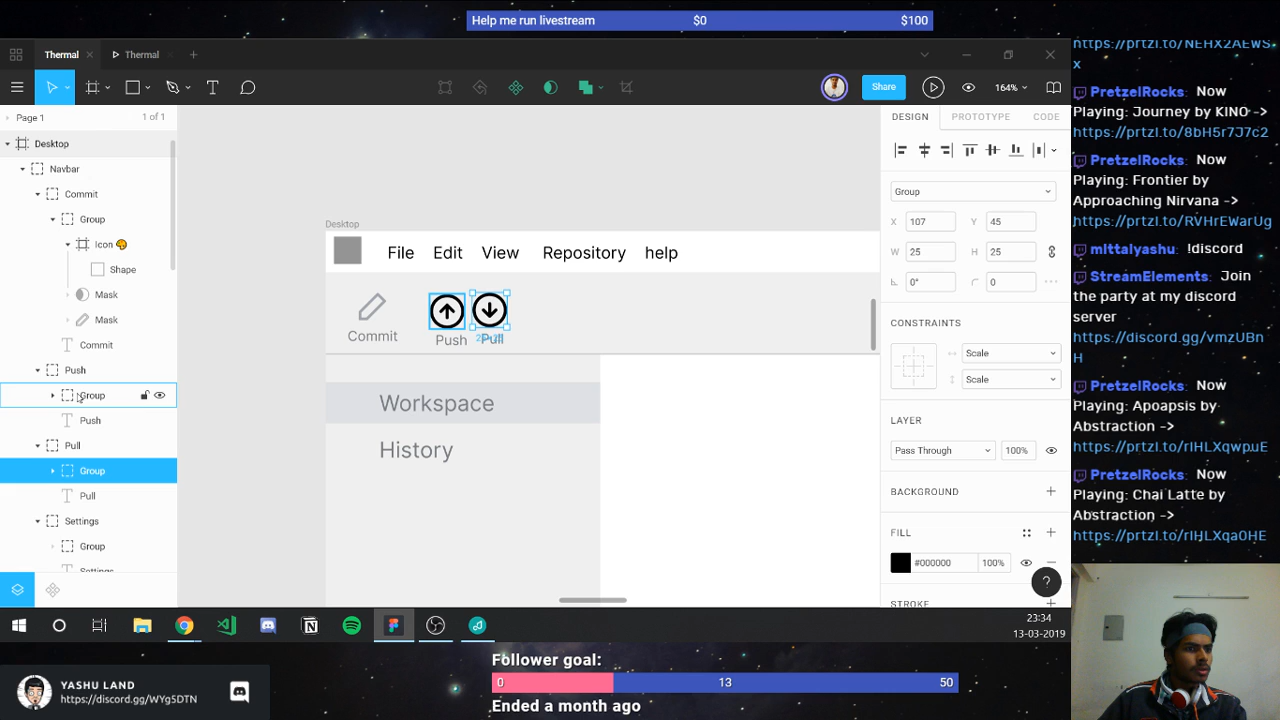 Help me run livestream $0 $100
Thermal
Thermal
Share
164%
Page 1
1 of 1
Desktop
Navbar
Commit
Group
Icon
Shape
Mask
Mask
Commit
Push
Group
Push
Pull
Group
Pull
Settings
Group
Settings
Desktop
File Edit View Repository help
Commit
Push
Pull
Workspace
History
DESIGN PROTOTYPE CODE
Group
X 107 Y 45
W 25 H 25
0° 0
CONSTRAINTS
Scale
Scale
LAYER
Pass Through 100%
BACKGROUND
FILL
#000000 100%
STROKE
?
https://prtzl.to/NEHX2AEWS
x
PretzelRocks: Now
Playing: Journey by KINO ->
https://prtzl.to/8bH5r7J7c2
PretzelRocks: Now
Playing: Frontier by
Approaching Nirvana ->
https://prtzl.to/RVHrEWarUg
mittalyashu: !discord
StreamElements: Join
the party at my discord
server
https://discord.gg/vmzUBn
H
PretzelRocks: Now
Playing: Apoapsis by
Abstraction ->
https://prtzl.to/rIHLXqwpuE
PretzelRocks: Now
Playing: Chai Latte by
Abstraction ->
https://prtzl.to/rIHLXqa0HE
23:34
13-03-2019
YASHU LAND
https://discord.gg/WYg5DTN
Follower goal:
0 13 50
Ended a month ago